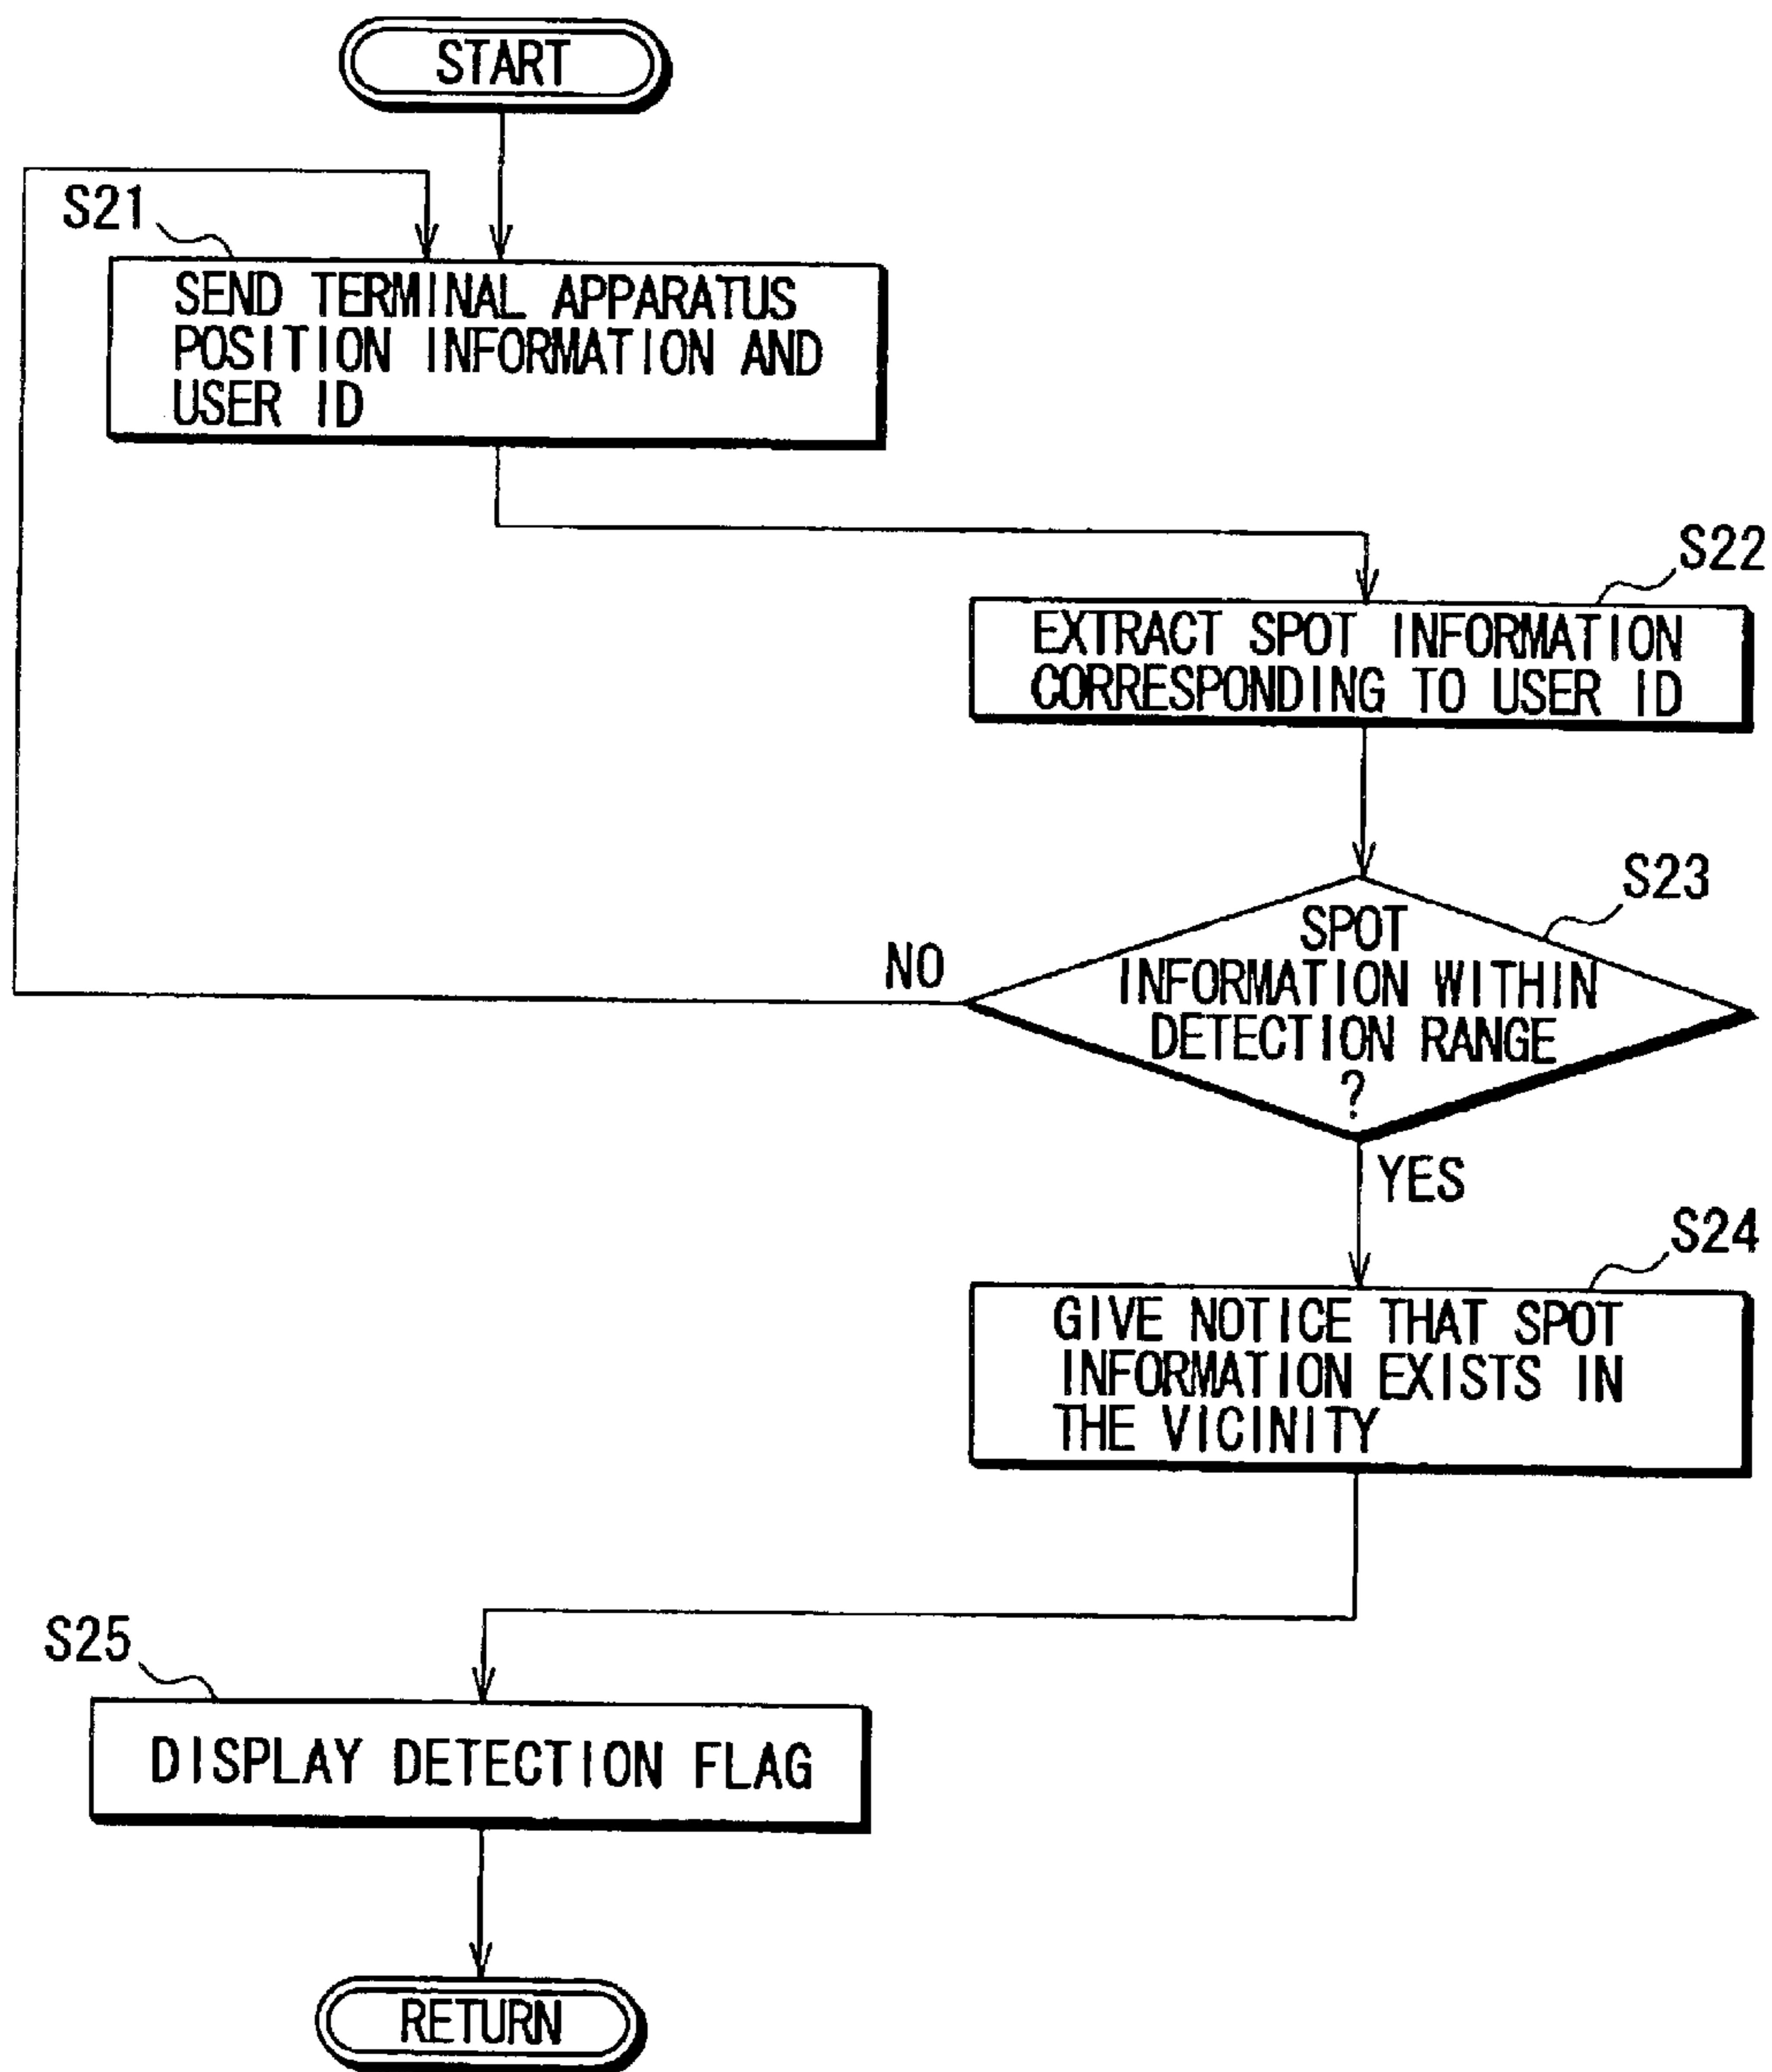 START
S21
SEND TERMINAL APPARATUS
POSITION INFORMATION AND
USER ID
S22
EXTRACT SPOT INFORMATION
CORRESPONDING TO USER ID
S23
SPOT
INFORMATION WITHIN
DETECTION RANGE
?
NO
YES
S24
GIVE NOTICE THAT SPOT
INFORMATION EXISTS IN
THE VICINITY
S25
DISPLAY DETECTION FLAG
RETURN